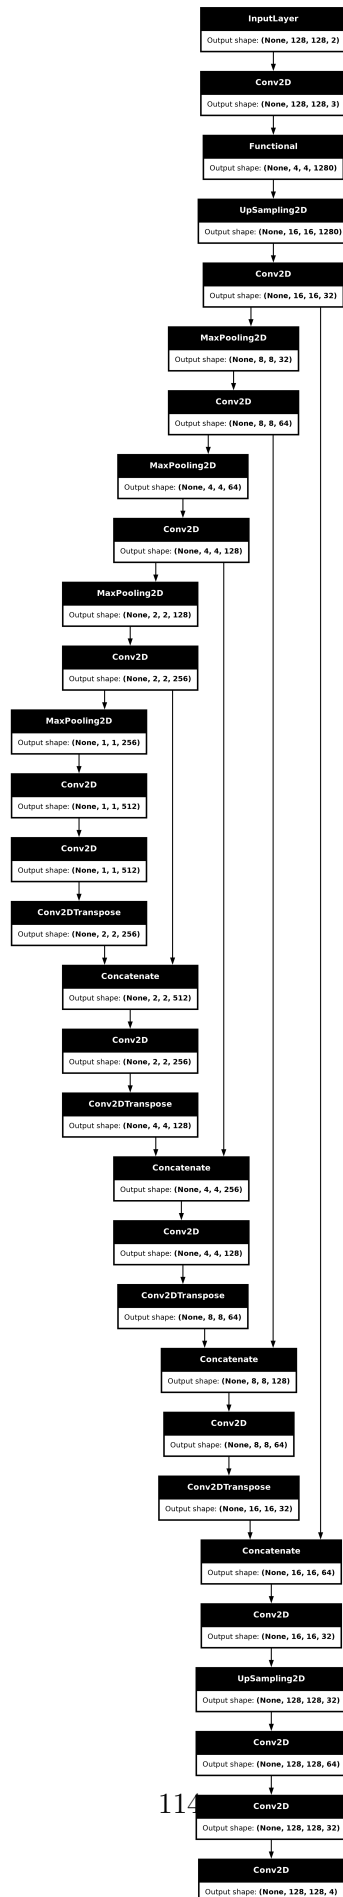 InputLayer
Output shape: (None, 128, 128, 2)
Conv2D
Output shape: (None, 128, 128, 3)
Functional
Output shape: (None, 4, 4, 1280)
UpSampling2D
Output shape: (None, 16, 16, 1280)
Conv2D
Output shape: (None, 16, 16, 32)
MaxPooling2D
Output shape: (None, 8, 8, 32)
Conv2D
Output shape: (None, 8, 8, 64)
MaxPooling2D
Output shape: (None, 4, 4, 64)
Conv2D
Output shape: (None, 4, 4, 128)
MaxPooling2D
Output shape: (None, 2, 2, 128)
Conv2D
Output shape: (None, 2, 2, 256)
MaxPooling2D
Output shape: (None, 1, 1, 256)
Conv2D
Output shape: (None, 1, 1, 512)
Conv2D
Output shape: (None, 1, 1, 512)
Conv2DTranspose
Output shape: (None, 2, 2, 256)
Concatenate
Output shape: (None, 2, 2, 512)
Conv2D
Output shape: (None, 2, 2, 256)
Conv2DTranspose
Output shape: (None, 4, 4, 128)
Concatenate
Output shape: (None, 4, 4, 256)
Conv2D
Output shape: (None, 4, 4, 128)
Conv2DTranspose
Output shape: (None, 8, 8, 64)
Concatenate
Output shape: (None, 8, 8, 128)
Conv2D
Output shape: (None, 8, 8, 64)
Conv2DTranspose
Output shape: (None, 16, 16, 32)
Concatenate
Output shape: (None, 16, 16, 64)
Conv2D
Output shape: (None, 16, 16, 32)
UpSampling2D
Output shape: (None, 128, 128, 32)
Conv2D
Output shape: (None, 128, 128, 64)
114
Conv2D
Output shape: (None, 128, 128, 32)
Conv2D
Output shape: (None, 128, 128, 4)